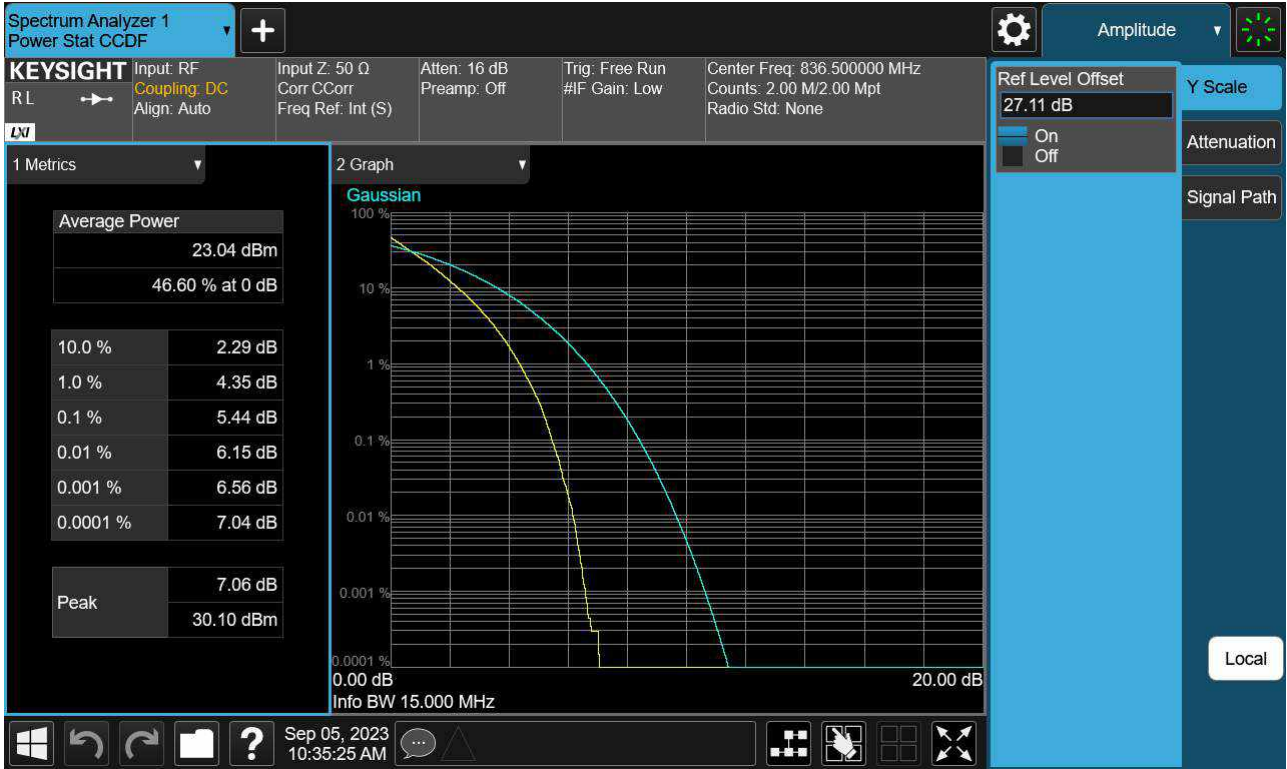 Spectrum Analyzer 1
Power Stat CCDF
Amplitude
KEYSIGHT
R L
LXI
Input: RF
Coupling: DC
Align: Auto
Input Z: 50 Ω
Corr CCorr
Freq Ref: Int (S)
Atten: 16 dB
Preamp: Off
Trig: Free Run
#IF Gain: Low
Center Freq: 836.500000 MHz
Counts: 2.00 M/2.00 Mpt
Radio Std: None
Ref Level Offset
27.11 dB
On
Off
Y Scale
Attenuation
Signal Path
Local
1 Metrics
Average Power
23.04 dBm
46.60 % at 0 dB
10.0 % 2.29 dB
1.0 % 4.35 dB
0.1 % 5.44 dB
0.01 % 6.15 dB
0.001 % 6.56 dB
0.0001 % 7.04 dB
Peak
7.06 dB
30.10 dBm
2 Graph
Gaussian
100 %
10 %
1 %
0.1 %
0.01 %
0.001 %
0.0001 %
0.00 dB 20.00 dB
Info BW 15.000 MHz
?
Sep 05, 2023
10:35:25 AM